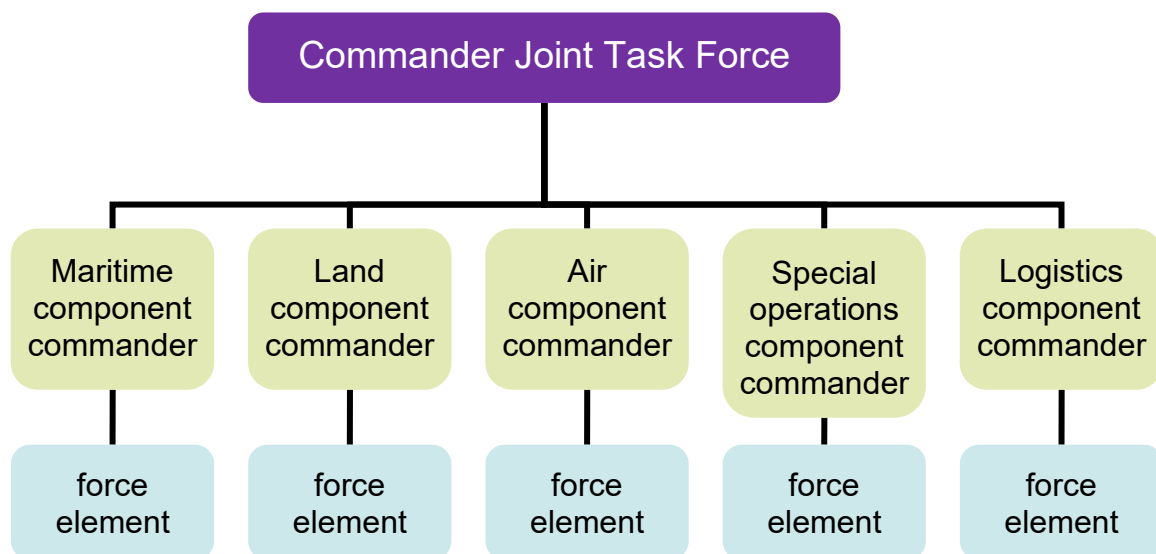 Commander Joint Task Force
Maritime
component
commander
Land
component
commander
Air
component
commander
Special
operations
component
commander
Logistics
component
commander
force
element
force
element
force
element
force
element
force
element